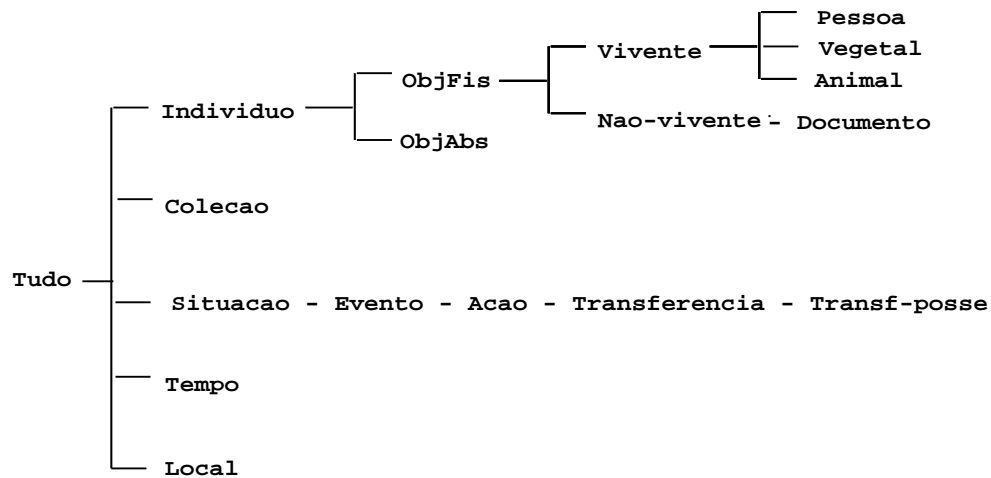 Pessoa
Vivente Vegetal
ObjFis Animal
Individuo Nao-vivente - Documento
ObjAbs
Colecao
Tudo
Situacao - Evento - Acao - Transferencia - Transf-posse
Tempo
Local